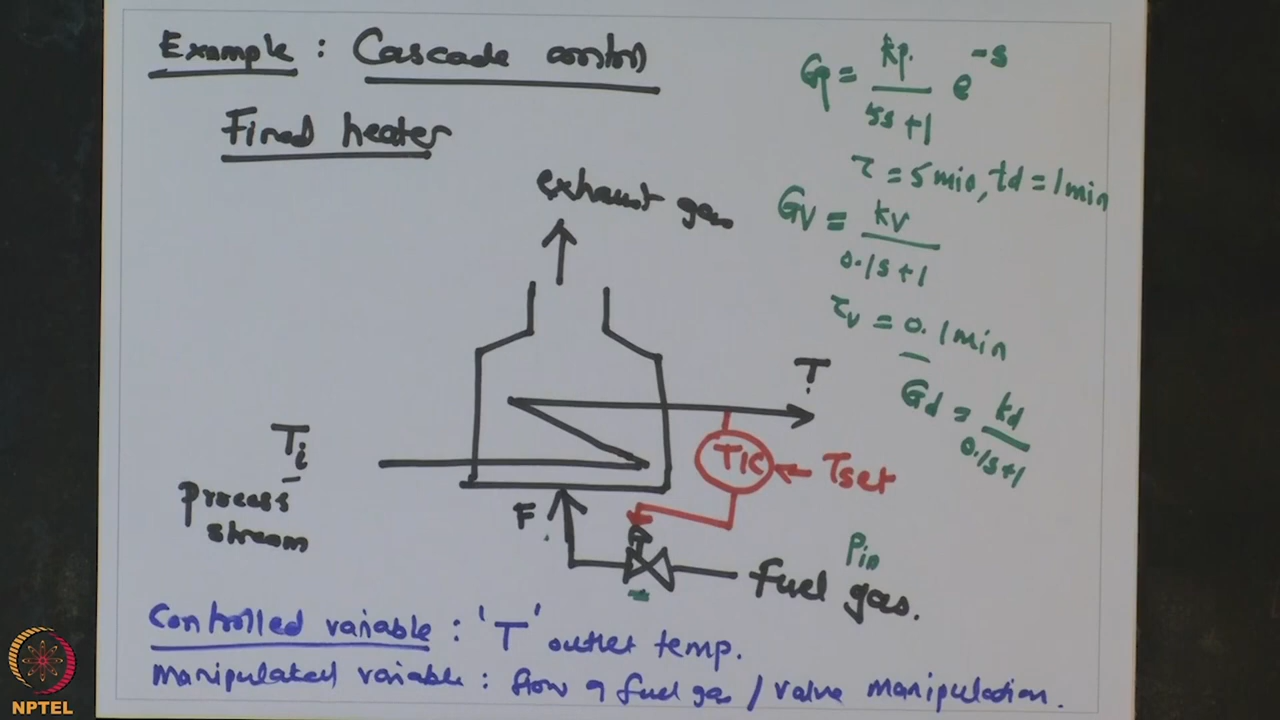 Example : Cascade control
Fired heater
exhaust gas
Gp = kp / 5s+1 e^-s
τ = 5 min, td = 1 min
Gv = kv / 0.1s+1
τv = 0.1 min
Gd = kd / 0.1s+1
T
Ti
process
stream
TIC
Tset
F
Pin
fuel gas.
Controlled variable : 'T' outlet temp.
Manipulated variable : flow of fuel gas / valve manipulation.
NPTEL